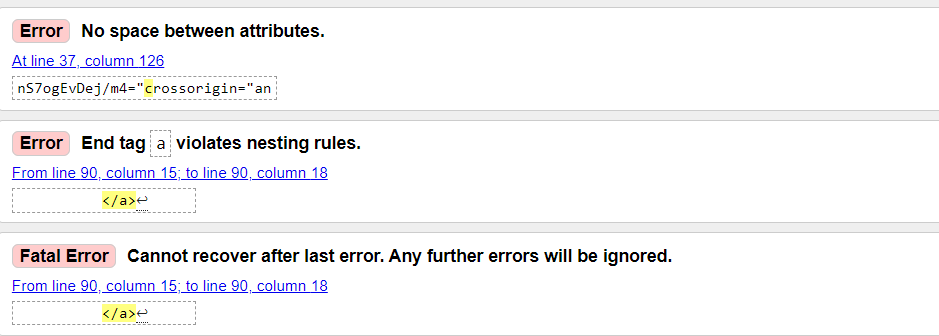 Error No space between attributes.
At line 37, column 126
nS7ogEvDej/m4="crossorigin="an
Error End tag a violates nesting rules.
From line 90, column 15; to line 90, column 18
</a>↩
Fatal Error Cannot recover after last error. Any further errors will be ignored.
From line 90, column 15; to line 90, column 18
</a>↩